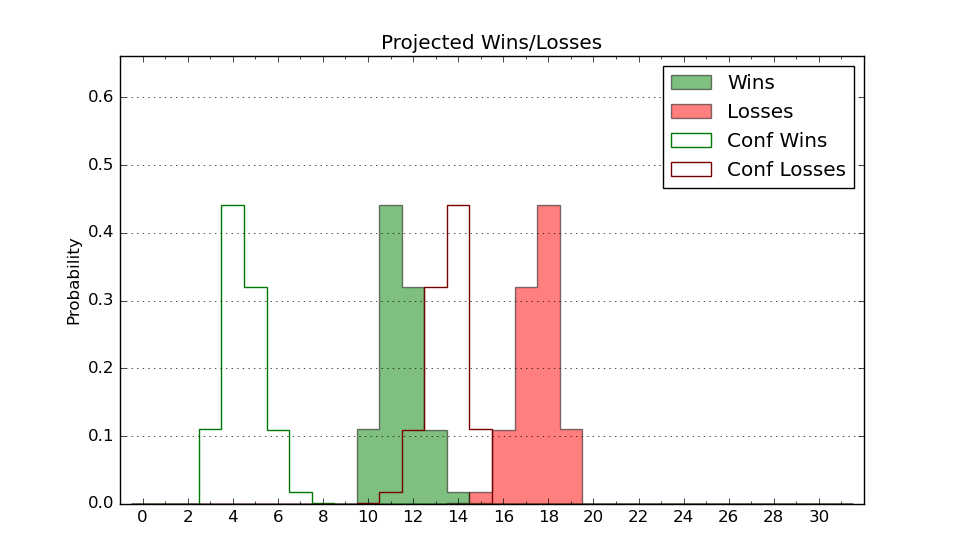 Projected Wins/Losses
Wins
Losses
Conf Wins
Conf Losses
Probability
0.6
0.5
0.4
0.3
0.2
0.1
0.0
0 2 4 6 8 10 12 14 16 18 20 22 24 26 28 30